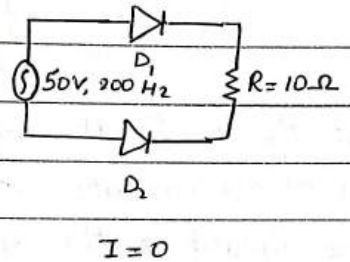 D₁
50V, 200 Hz
R = 10Ω
D₂
I = 0